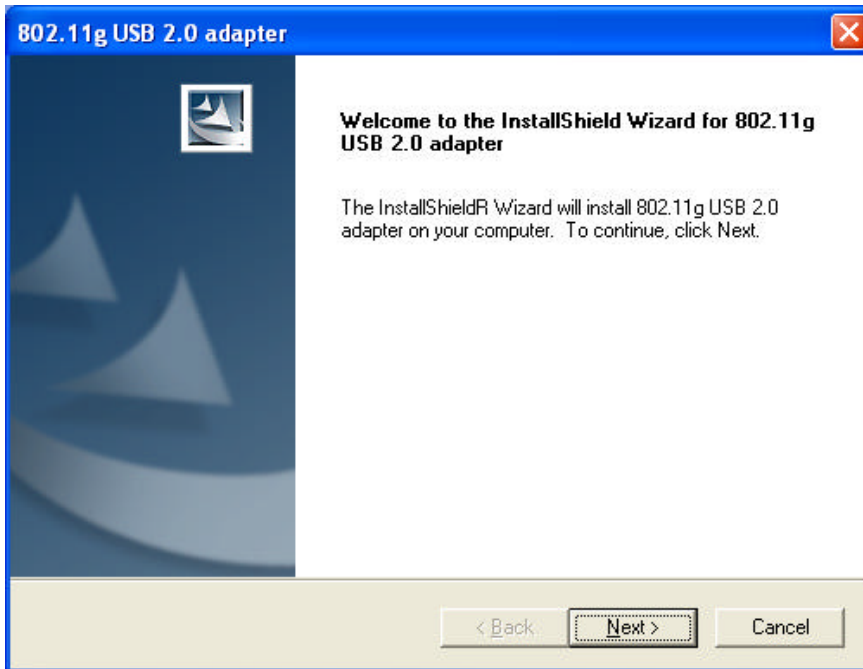 802.11g USB 2.0 adapter
Welcome to the InstallShield Wizard for 802.11g
USB 2.0 adapter
The InstallShieldR Wizard will install 802.11g USB 2.0
adapter on your computer.  To continue, click Next.
< Back
Next >
Cancel